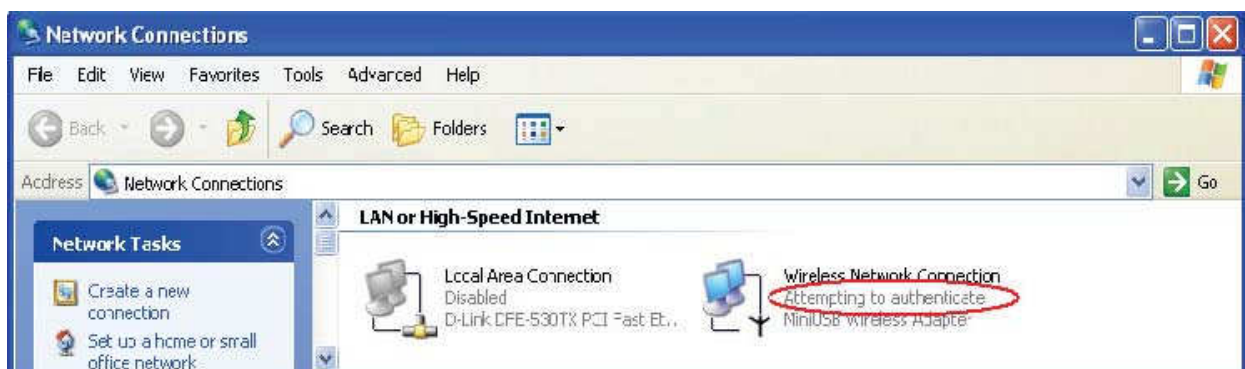 Network Connections
File Edit View Favorites Tools Advanced Help
Back Search Folders
Address Network Connections Go
Network Tasks
Create a new
connection
Set up a home or small
office network
LAN or High-Speed Internet
Local Area Connection
Disabled
D-Link DFE-530TX PCI Fast Et...
Wireless Network Connection
Attempting to authenticate
MiniUSB Wireless Adapter